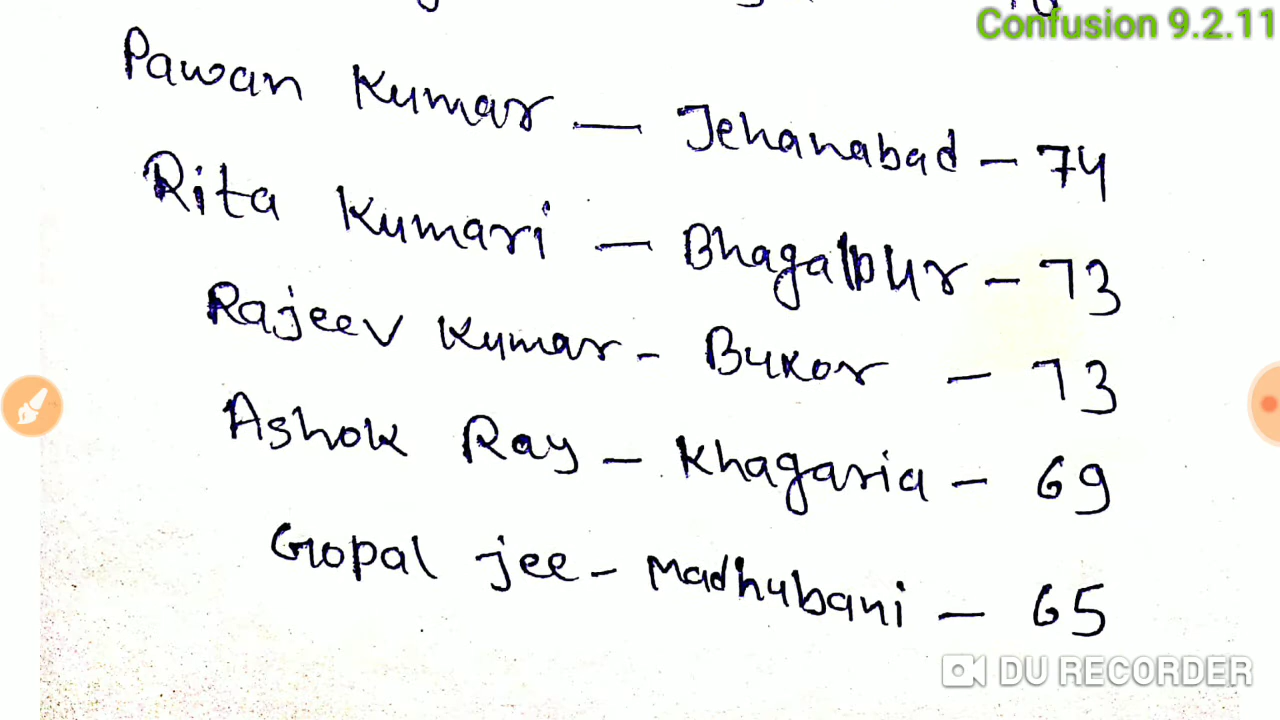 Confusion 9.2.11
Pawan Kumar — Jehanabad - 74
Rita Kumari — Bhagalpur - 73
Rajeev Kumar - Buxor - 73
Ashok Ray - Khagaria - 69
Gopal jee - Madhubani - 65
DU RECORDER